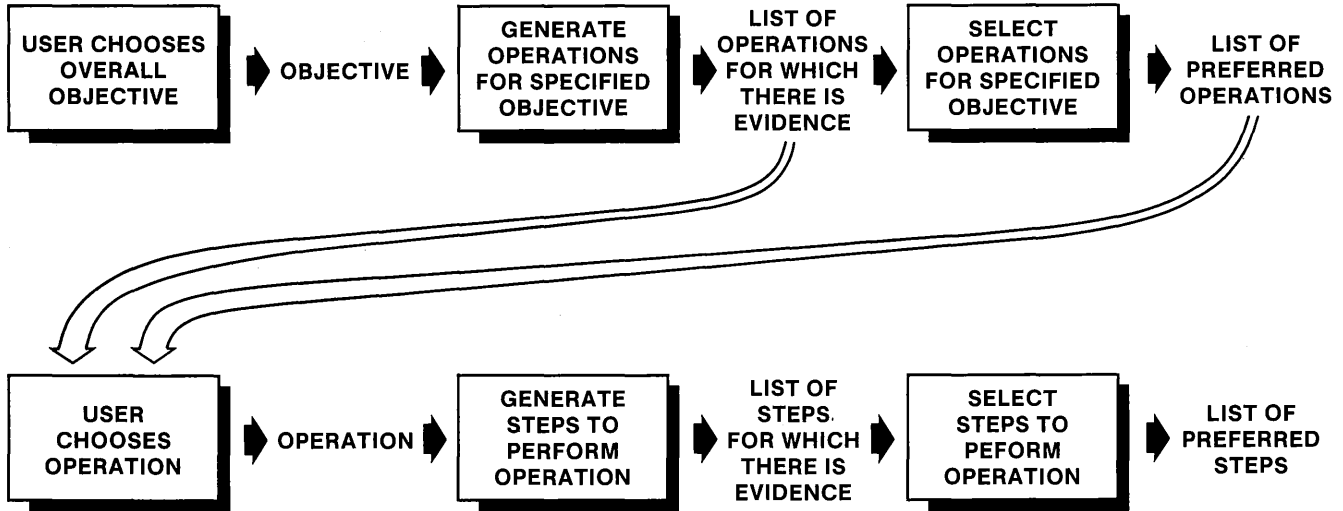 USER CHOOSES
OVERALL
OBJECTIVE
OBJECTIVE
GENERATE
OPERATIONS
FOR SPECIFIED
OBJECTIVE
LIST OF
OPERATIONS
FOR WHICH
THERE IS
EVIDENCE
SELECT
OPERATIONS
FOR SPECIFIED
OBJECTIVE
LIST OF
PREFERRED
OPERATIONS
USER
CHOOSES
OPERATION
OPERATION
GENERATE
STEPS TO
PERFORM
OPERATION
LIST OF
STEPS
FOR WHICH
THERE IS
EVIDENCE
SELECT
STEPS TO
PEFORM
OPERATION
LIST OF
PREFERRED
STEPS